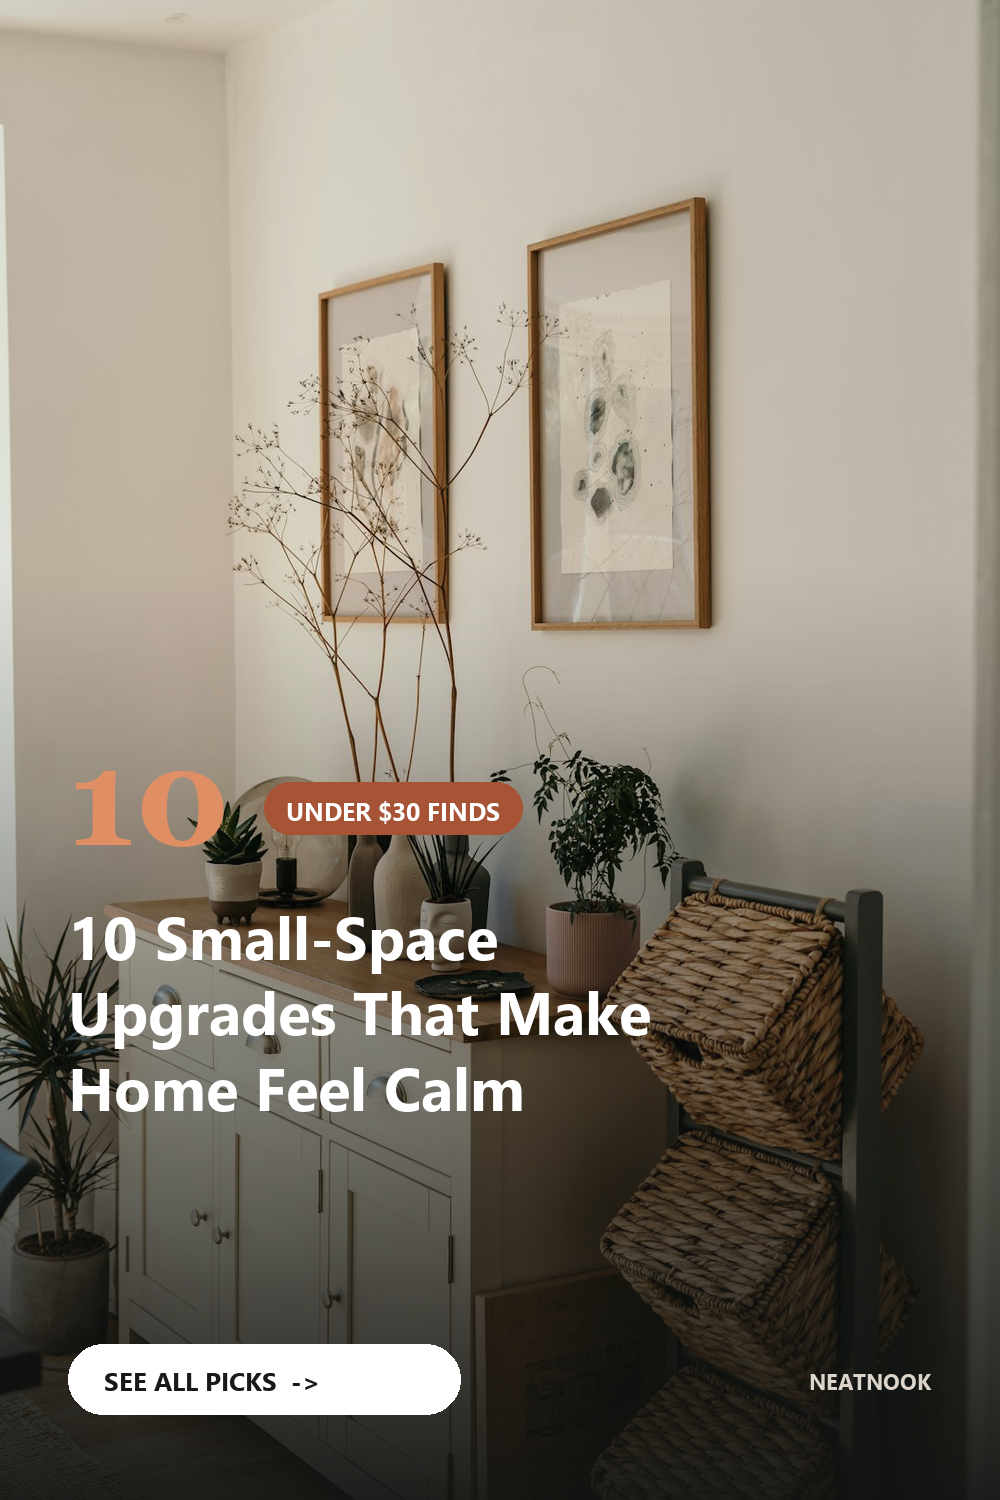 10
UNDER $30 FINDS
10 Small-Space
Upgrades That Make
Home Feel Calm
SEE ALL PICKS ->
NEATNOOK